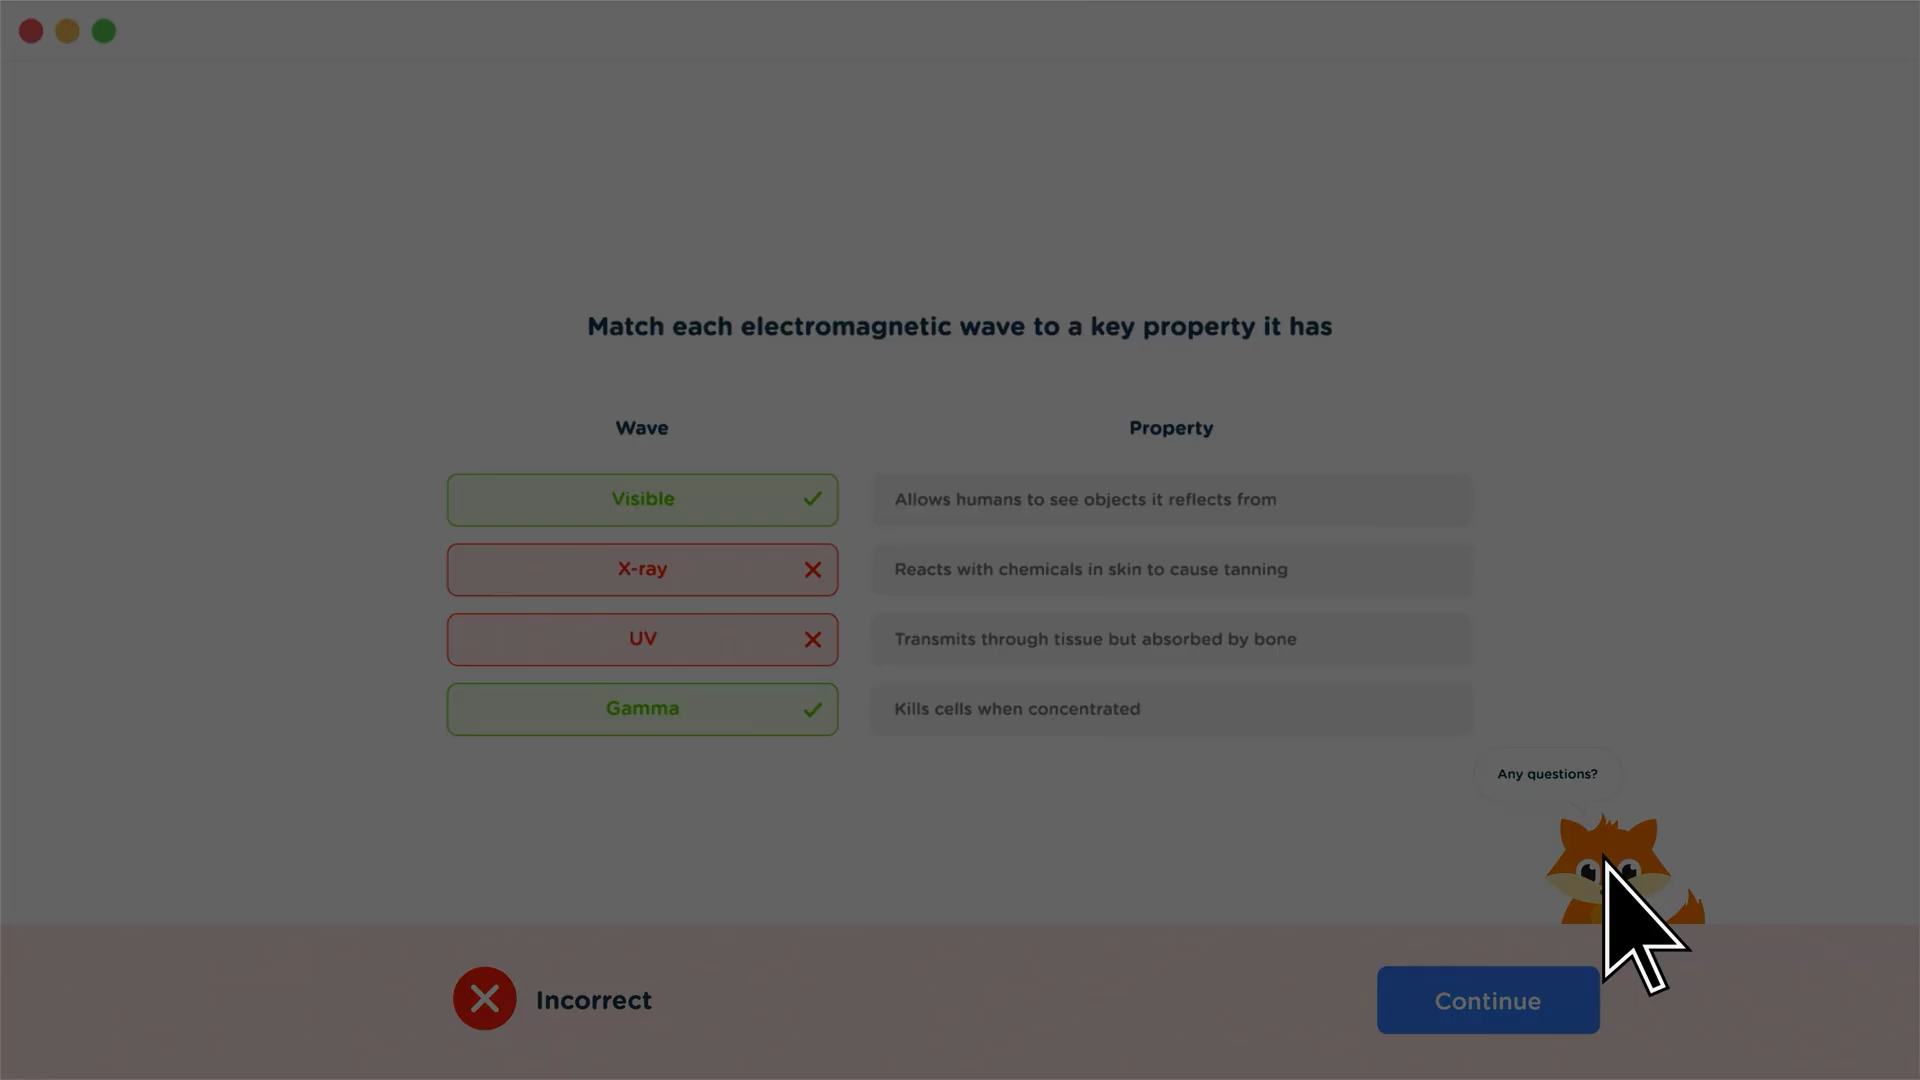 Match each electromagnetic wave to a key property it has
Wave Property
Visible Allows humans to see objects it reflects from
X-ray Reacts with chemicals in skin to cause tanning
UV Transmits through tissue but absorbed by bone
Gamma Kills cells when concentrated
Any questions?
Incorrect Continue